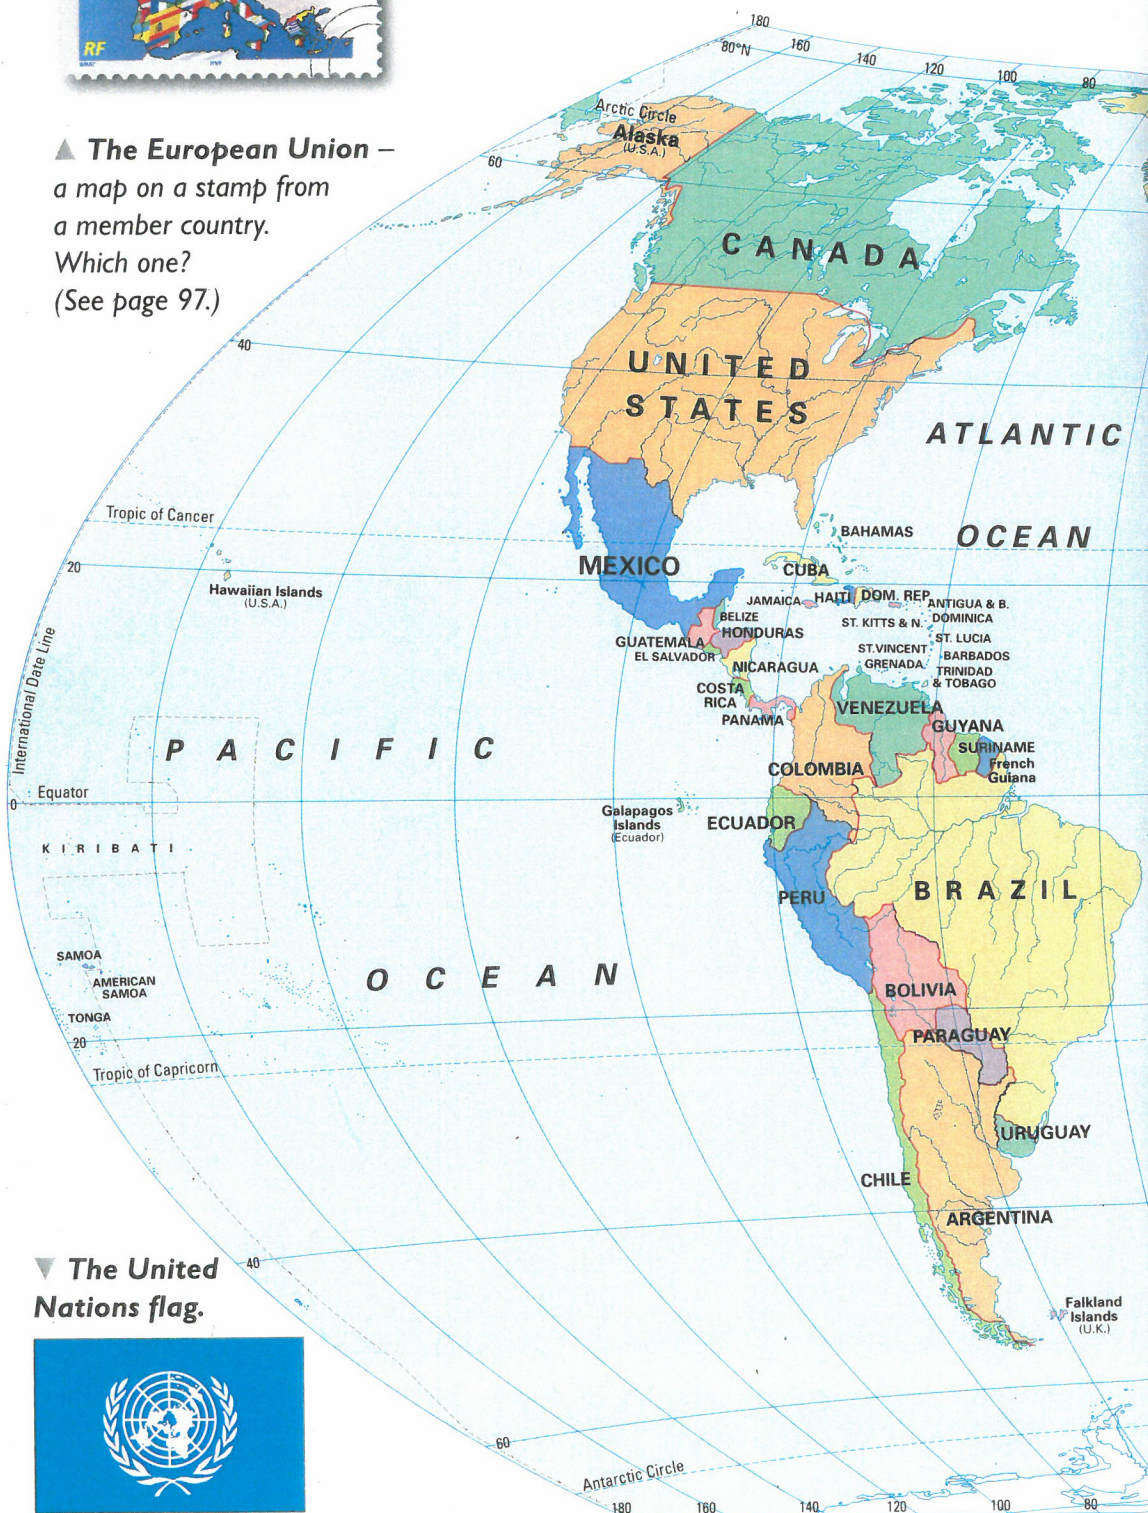 RF
▲ The European Union –
a map on a stamp from
a member country.
Which one?
(See page 97.)
180
80°N
160
140
120
100
80
Arctic Circle
Alaska
(U.S.A.)
60
CANADA
40
UNITED
STATES
ATLANTIC
OCEAN
Tropic of Cancer
20
Hawaiian Islands
(U.S.A.)
MEXICO
BAHAMAS
CUBA
JAMAICA
HAITI
DOM. REP.
ANTIGUA & B.
DOMINICA
ST. KITTS & N.
ST. LUCIA
ST.VINCENT
BARBADOS
GRENADA
TRINIDAD
& TOBAGO
BELIZE
GUATEMALA
HONDURAS
EL SALVADOR
NICARAGUA
COSTA
RICA
PANAMA
VENEZUELA
GUYANA
SURINAME
French
Guiana
COLOMBIA
International Date Line
PACIFIC
0
Equator
KIRIBATI
Galapagos
Islands
(Ecuador)
ECUADOR
PERU
BRAZIL
SAMOA
AMERICAN
SAMOA
TONGA
OCEAN
BOLIVIA
PARAGUAY
20
Tropic of Capricorn
URUGUAY
CHILE
ARGENTINA
40
Falkland
Islands
(U.K.)
▼ The United
Nations flag.
60
Antarctic Circle
180
160
140
120
100
80